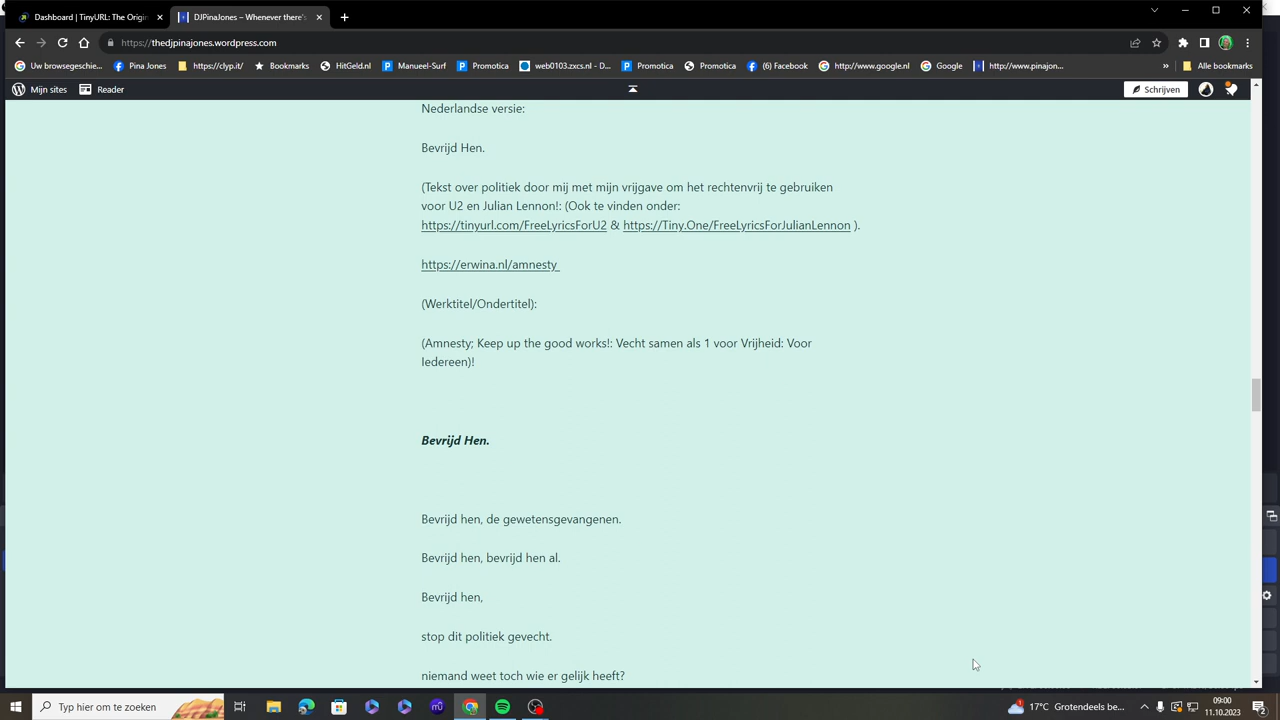 Dashboard | TinyURL: The Origin
DJPinaJones – Whenever there's
https://thedjpinajones.wordpress.com
Uw browsegeschie...
Pina Jones
https://clyp.it/
Bookmarks
HitGeld.nl
Manueel-Surf
Promotica
web0103.zxcs.nl - D...
Promotica
Promotica
(6) Facebook
http://www.google.nl
Google
http://www.pinajon...
»
All bookmarks
Mijn sites
Reader
Schrijven
Nederlandse versie:
Bevrijd Hen.
(Tekst over politiek door mij met mijn vrijgave om het rechtenvrij te gebruiken
voor U2 en Julian Lennon!: (Ook te vinden onder:
https://tinyurl.com/FreeLyricsForU2 & https://Tiny.One/FreeLyricsForJulianLennon ).
https://erwina.nl/amnesty
(Werktitel/Ondertitel):
(Amnesty; Keep up the good works!: Vecht samen als 1 voor Vrijheid: Voor
Iedereen)!
Bevrijd Hen.
Bevrijd hen, de gewetensgevangenen.
Bevrijd hen, bevrijd hen al.
Bevrijd hen,
stop dit politiek gevecht.
niemand weet toch wie er gelijk heeft?
Typ hier om te zoeken
17°C Grotendeels be...
09:00
11.10.2023